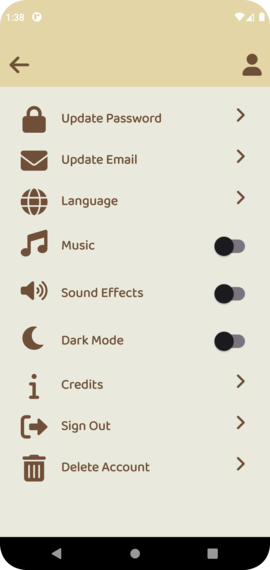 1:38
Update Password
Update Email
Language
Music
Sound Effects
Dark Mode
Credits
Sign Out
Delete Account